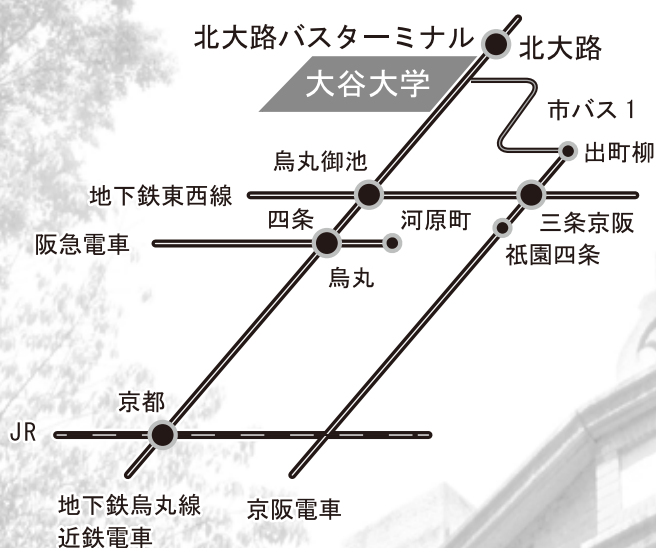 北大路バスターミナル
北大路
大谷大学
市バス1
出町柳
烏丸御池
地下鉄東西線
四条
河原町
三条京阪
阪急電車
祇園四条
烏丸
京都
JR
地下鉄烏丸線
近鉄電車
京阪電車